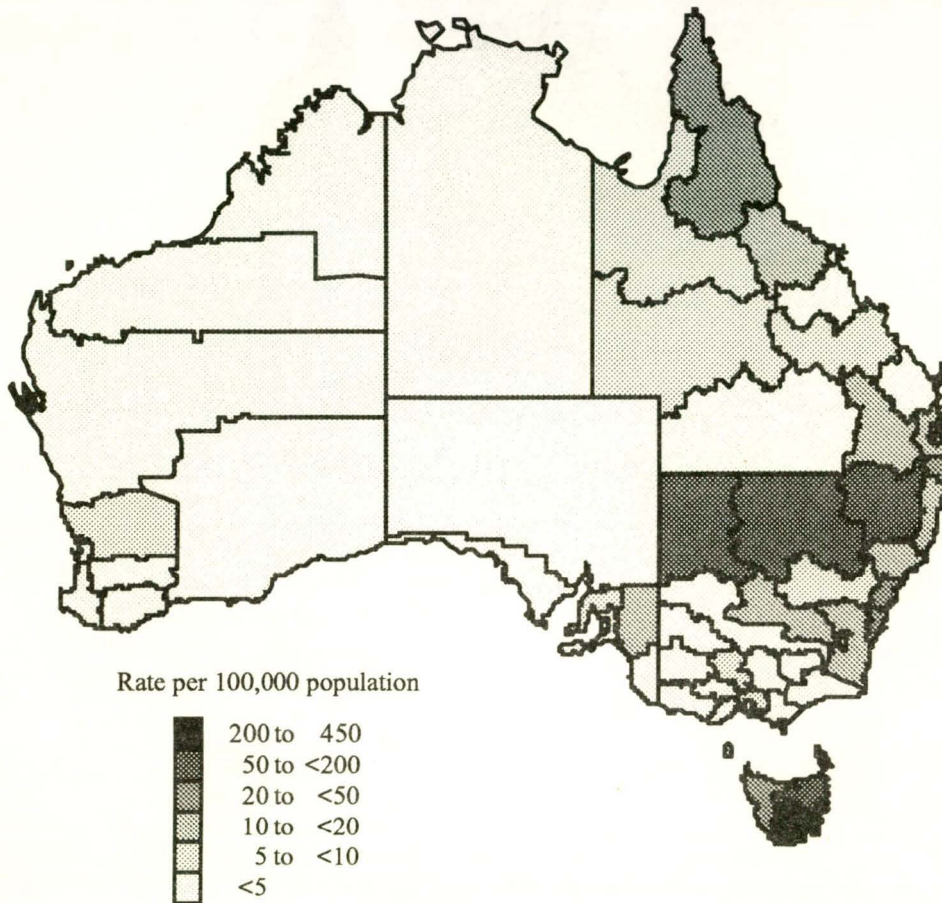 Rate per 100,000 population
200 to 450
50 to <200
20 to <50
10 to <20
5 to <10
<5